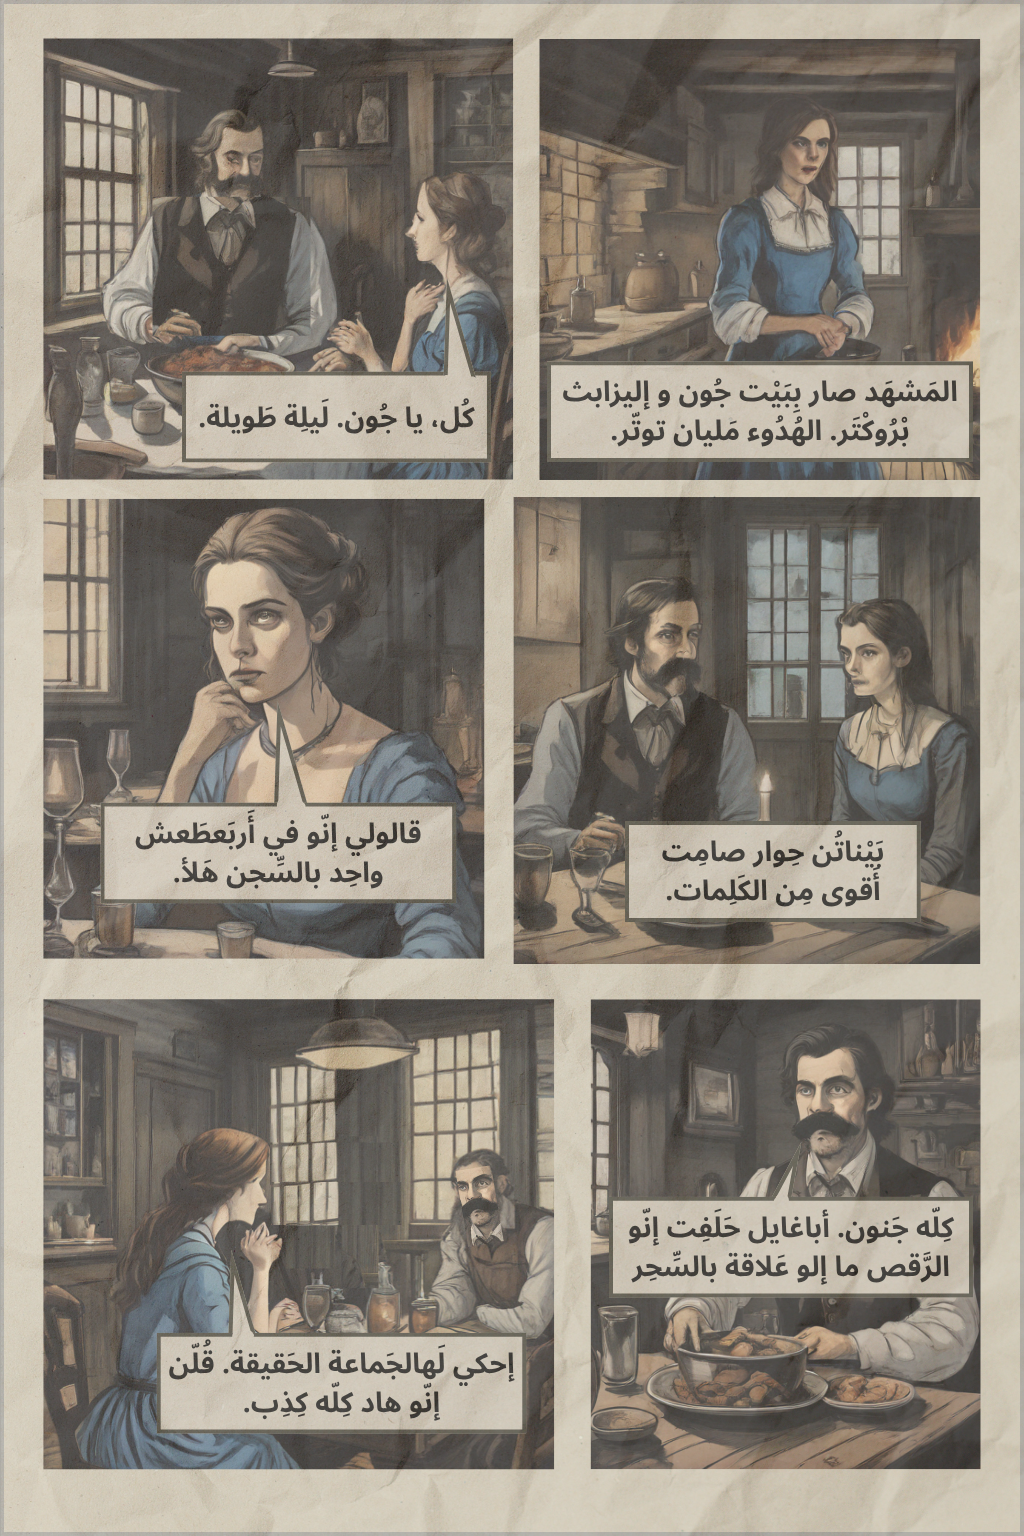 المَشهَد صار بِبَيْت جُون و إليزابث
بْرُوكْتَر. الهُدُوء مَليان توتّر.
كُل، يا جُون. لَيلِة طَويلة.
بَيْناتُن حِوار صامِت
أَقوى مِن الكَلِمات.
قالولي إنّو في أَربَعطَعش
واحِد بالسِّجن هَلأ.
كِلّه جَنون. أباغايل حَلَفِت إنّو
الرَّقص ما إلو عَلاقة بالسِّحِر
إحكي لَهالجَماعة الحَقيقة. قُلّن
إنّو هاد كِلّه كِذِب.